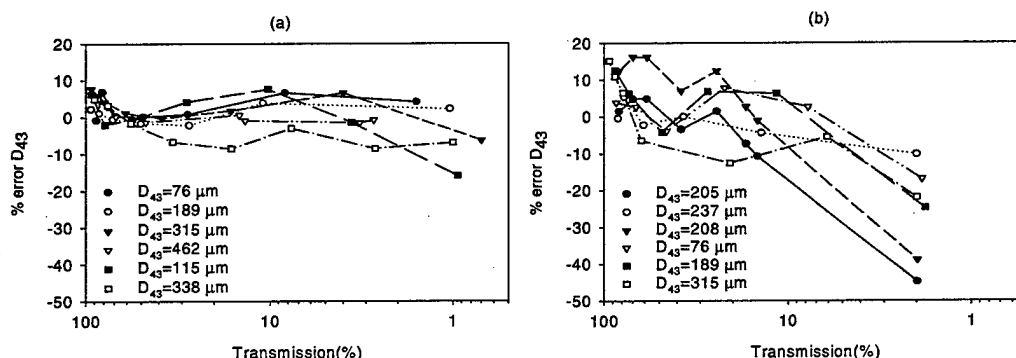 (a)
20
10
0
-10
-20
-30
-40
-50
% error D43
D43=76 µm
D43=189 µm
D43=315 µm
D43=462 µm
D43=115 µm
D43=338 µm
100
10
1
Transmission(%)
(b)
20
10
0
-10
-20
-30
-40
-50
% error D43
D43=205 µm
D43=237 µm
D43=208 µm
D43=76 µm
D43=189 µm
D43=315 µm
100
10
1
Transmission(%)